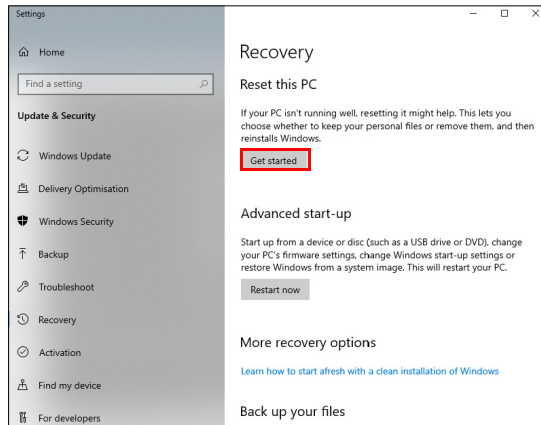 Settings
Home
Find a setting
Update & Security
Windows Update
Delivery Optimisation
Windows Security
Backup
Troubleshoot
Recovery
Activation
Find my device
For developers
Recovery
Reset this PC
If your PC isn't running well, resetting it might help. This lets you
choose whether to keep your personal files or remove them, and then
reinstalls Windows.
Get started
Advanced start-up
Start up from a device or disc (such as a USB drive or DVD), change
your PC's firmware settings, change Windows start-up settings or
restore Windows from a system image. This will restart your PC.
Restart now
More recovery options
Learn how to start afresh with a clean installation of Windows
Back up your files